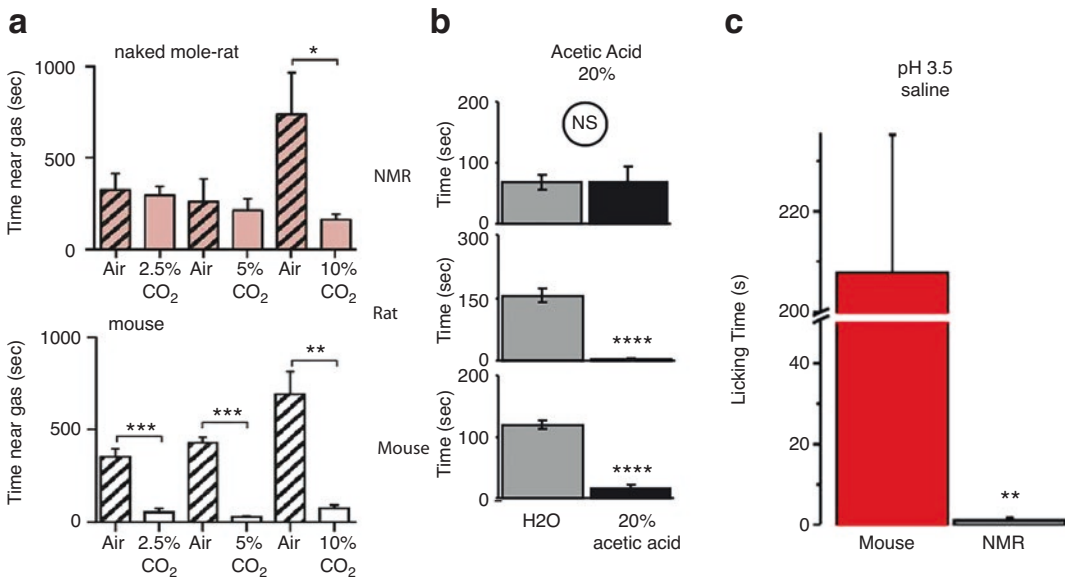 a
naked mole-rat
Time near gas (sec)
1000
500
0
*
Air 2.5% Air 5% Air 10%
CO₂ CO₂ CO₂
mouse
Time near gas (sec)
1000
500
0
***
***
**
Air 2.5% Air 5% Air 10%
CO₂ CO₂ CO₂
b
Acetic Acid
20%
NS
NMR
Time (sec)
200
100
0
Rat
Time (sec)
300
150
0
****
Mouse
Time (sec)
200
100
0
****
H2O 20%
acetic acid
c
pH 3.5
saline
Licking Time (s)
220
200
40
20
0
**
Mouse NMR